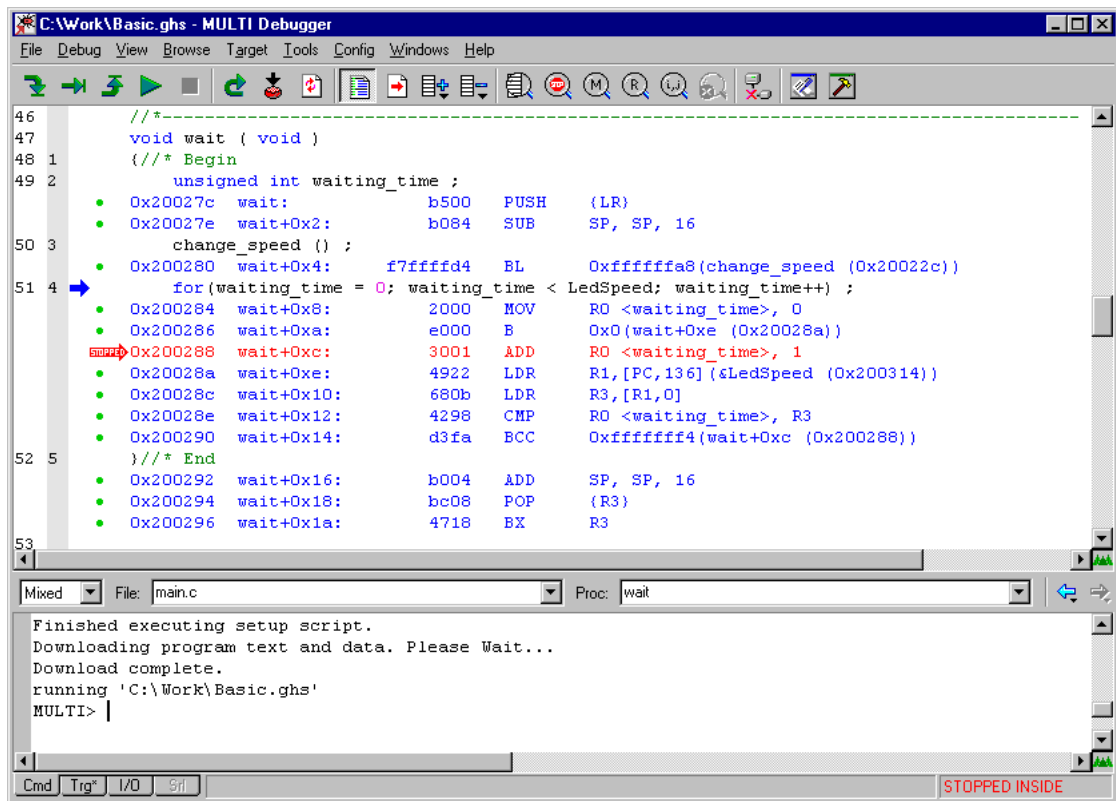 C:\Work\Basic.ghs - MULTI Debugger
File Debug View Browse Target Tools Config Windows Help
46 //*-----------------------------------------------------------------------------
47 void wait ( void )
48 1 {//* Begin
49 2 unsigned int waiting_time ;
0x20027c wait: b500 PUSH {LR}
0x20027e wait+0x2: b084 SUB SP, SP, 16
50 3 change_speed () ;
0x200280 wait+0x4: f7ffffd4 BL 0xffffffa8(change_speed (0x20022c))
51 4 for(waiting_time = 0; waiting_time < LedSpeed; waiting_time++) ;
0x200284 wait+0x8: 2000 MOV R0 <waiting_time>, 0
0x200286 wait+0xa: e000 B 0x0(wait+0xe (0x20028a))
STOPPED 0x200288 wait+0xc: 3001 ADD R0 <waiting_time>, 1
0x20028a wait+0xe: 4922 LDR R1,[PC,136](&LedSpeed (0x200314))
0x20028c wait+0x10: 680b LDR R3,[R1,0]
0x20028e wait+0x12: 4298 CMP R0 <waiting_time>, R3
0x200290 wait+0x14: d3fa BCC 0xfffffff4(wait+0xc (0x200288))
52 5 }//* End
0x200292 wait+0x16: b004 ADD SP, SP, 16
0x200294 wait+0x18: bc08 POP {R3}
0x200296 wait+0x1a: 4718 BX R3
53
Mixed File: main.c Proc: wait
Finished executing setup script.
Downloading program text and data. Please Wait...
Download complete.
running 'C:\Work\Basic.ghs'
MULTI>
Cmd Trg* I/O Srl STOPPED INSIDE